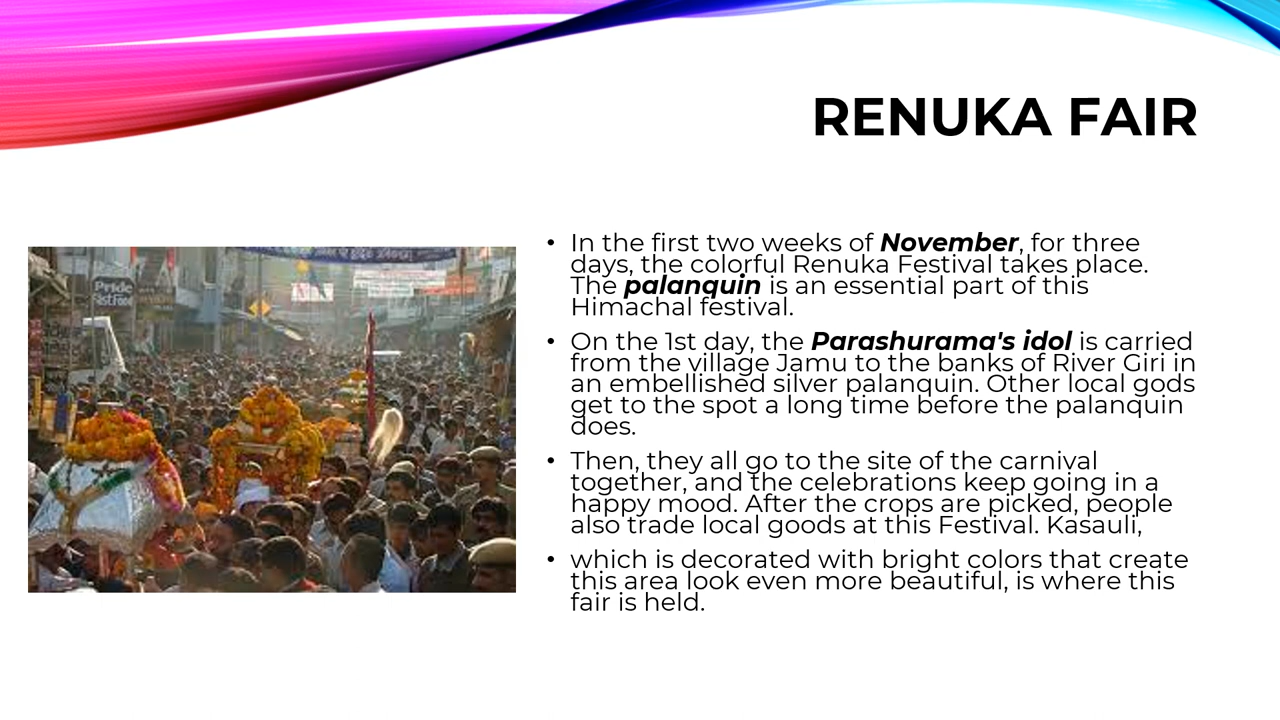 RENUKA FAIR
• In the first two weeks of November, for three
days, the colorful Renuka Festival takes place.
The palanquin is an essential part of this
Himachal festival.
• On the 1st day, the Parashurama's idol is carried
from the village Jamu to the banks of River Giri in
an embellished silver palanquin. Other local gods
get to the spot a long time before the palanquin
does.
• Then, they all go to the site of the carnival
together, and the celebrations keep going in a
happy mood. After the crops are picked, people
also trade local goods at this Festival. Kasauli,
• which is decorated with bright colors that create
this area look even more beautiful, is where this
fair is held.
Pride
Fast Food